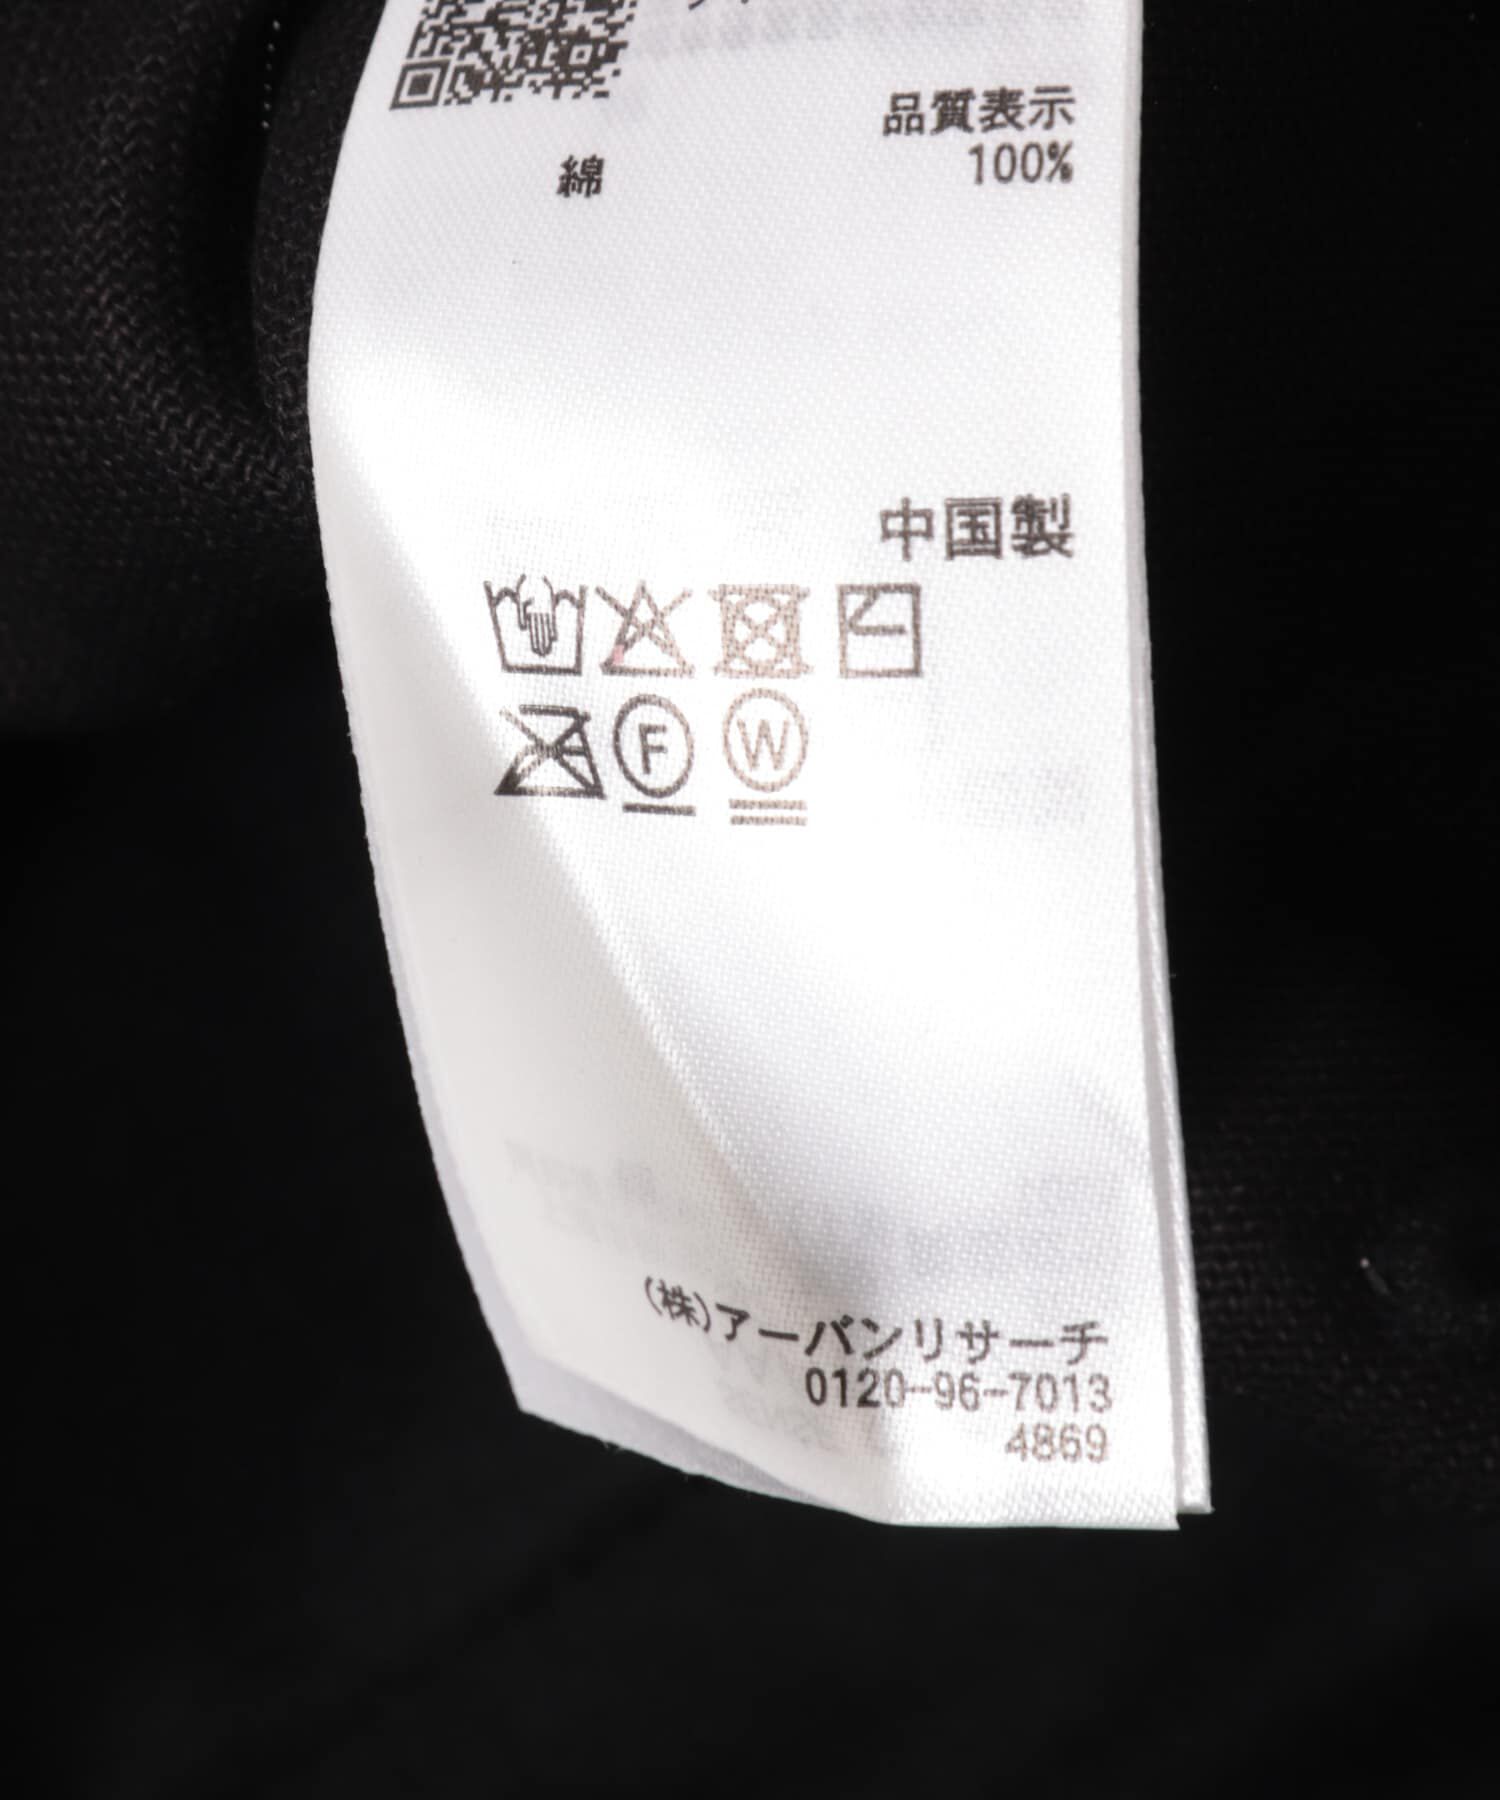 品質表示
綿 100%
中国製
F W
(株)アーバンリサーチ
0120-96-7013
4869